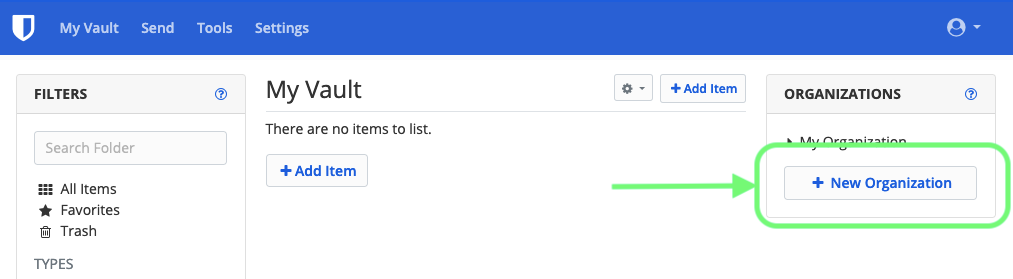 My Vault Send Tools Settings
FILTERS
Search Folder
All Items
Favorites
Trash
TYPES
My Vault
+ Add Item
There are no items to list.
+ Add Item
ORGANIZATIONS
My Organization
+ New Organization